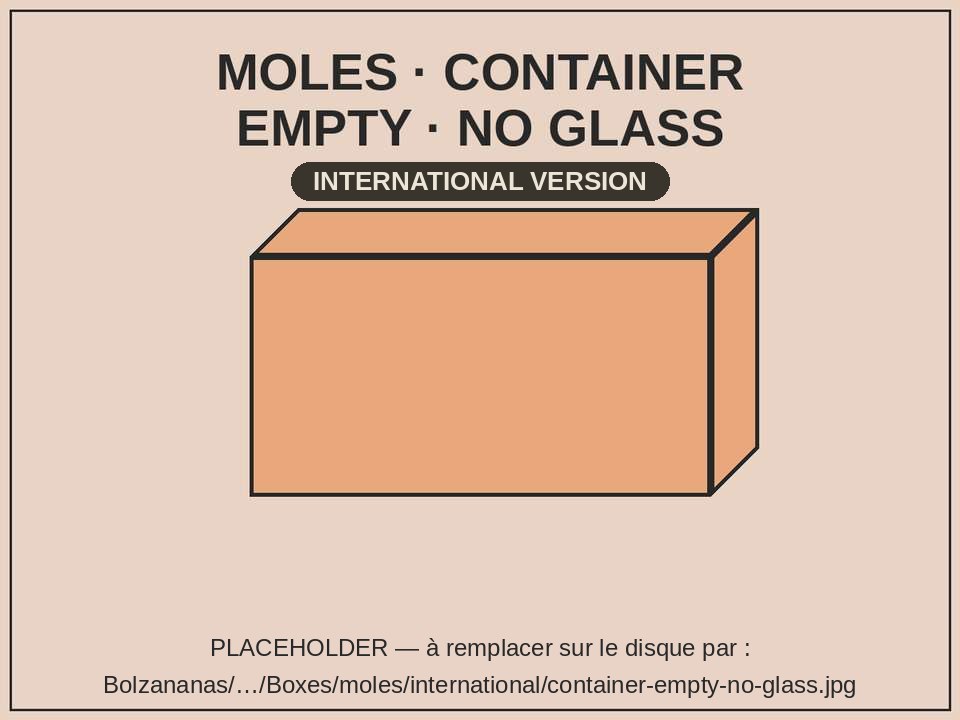 MOLES · CONTAINER
EMPTY · NO GLASS
INTERNATIONAL VERSION
PLACEHOLDER — à remplacer sur le disque par :
Bolzananas/…/Boxes/moles/international/container-empty-no-glass.jpg